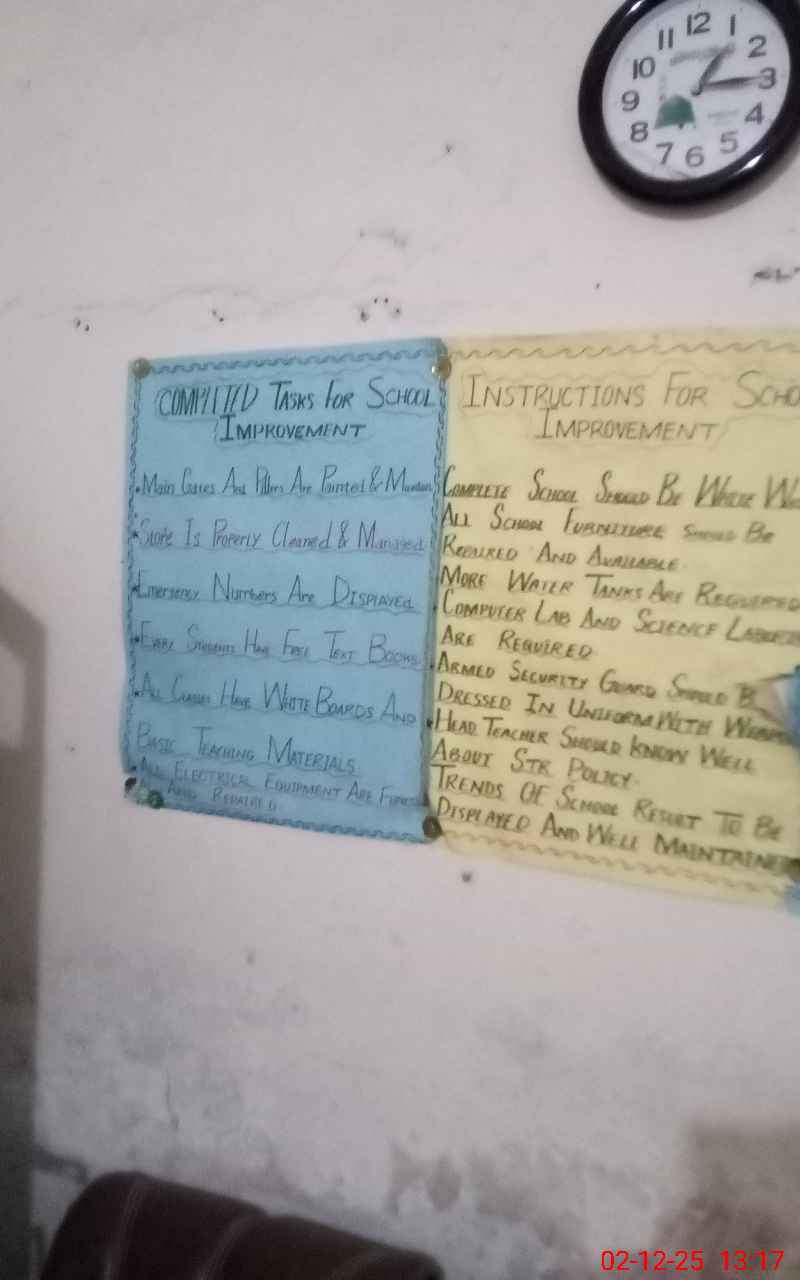 12
1
2
3
4
5
6
7
8
9
10
11
COMPLETED TASKS FOR SCHOOL
IMPROVEMENT
MAIN GATES AND PILLERS ARE PAINTED &
STORE IS PROPERLY CLEANED & MANAGED
EMERGENCY NUMBERS ARE DISPLAYED
EVERY STUDENTS HAVE FREE TEXT BOOKS
ALL CLASSES HAVE WHITE BOARDS AND
BASIC TEACHING MATERIALS
ALL ELECTRICAL EQUIPMENT ARE
AND REPAIRED
INSTRUCTIONS FOR SCHO
IMPROVEMENT
COMPLETE SCHOOL SHOULD BE WHITE
ALL SCHOOL FURNITURE SHOULD BE
REPAIRED AND AVAILABLE
MORE WATER TANKS ARE REQUIRED
COMPUTER LAB AND SCIENCE
ARE REQUIRED
ARMED SECURITY GUARD SHOULD B
DRESSED IN UNIFORM WITH
HEAD TEACHER SHOULD KNOW WELL
ABOUT STR POLICY.
TRENDS OF SCHOOL RESULT TO BE
DISPLAYED AND WELL MAINTAINE
02-12-25 13:17